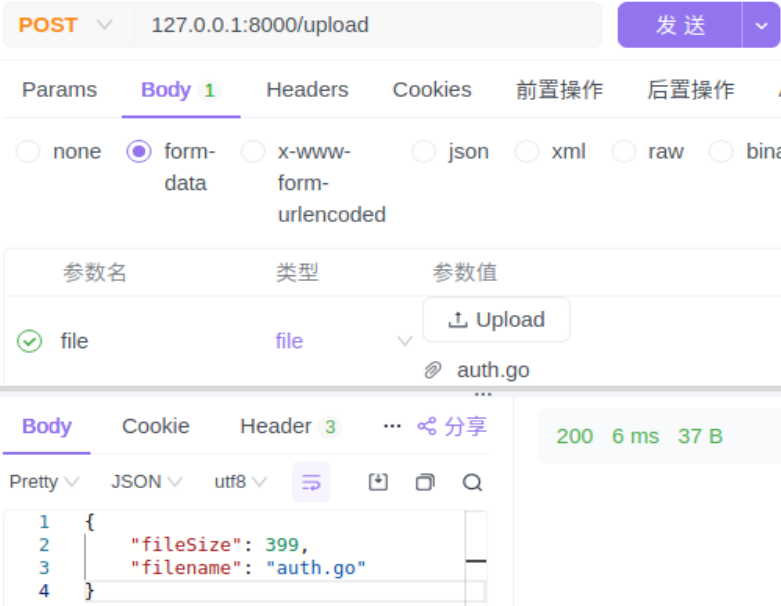 POST 127.0.0.1:8000/upload 发 送
Params Body 1 Headers Cookies 前置操作 后置操作
none form-data x-www-form-urlencoded json xml raw bina
参数名 类型 参数值
Upload
file file
auth.go
Body Cookie Header 3 ... 分享 200 6 ms 37 B
Pretty JSON utf8
1 {
2 "fileSize": 399,
3 "filename": "auth.go"
4 }